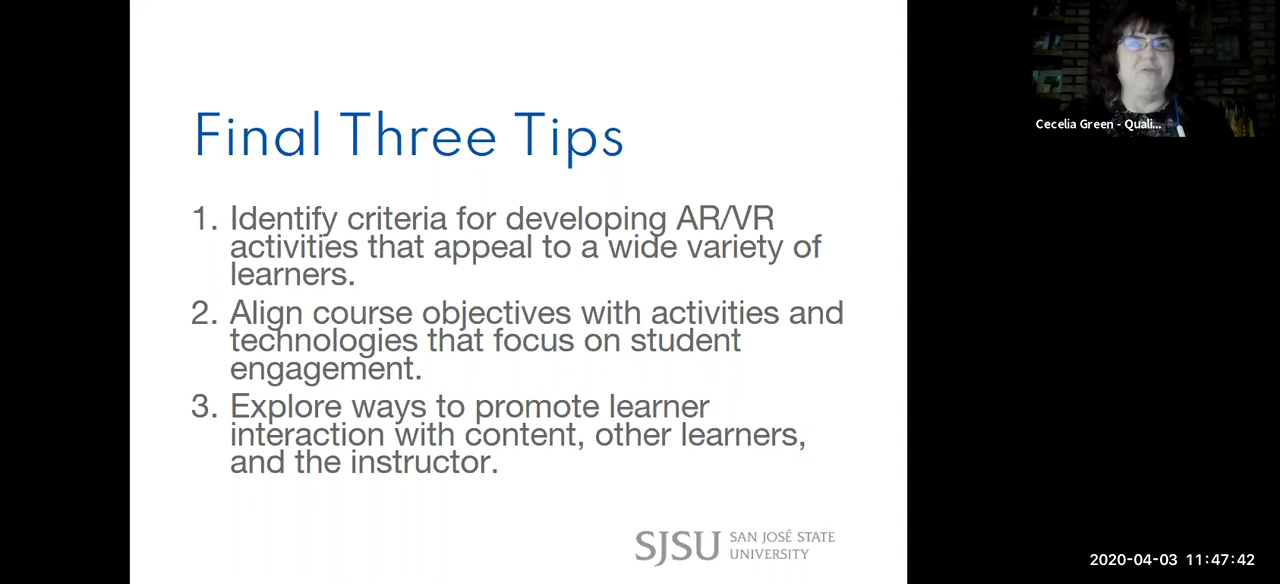 Final Three Tips
1. Identify criteria for developing AR/VR
activities that appeal to a wide variety of
learners.
2. Align course objectives with activities and
technologies that focus on student
engagement.
3. Explore ways to promote learner
interaction with content, other learners,
and the instructor.
SJSU SAN JOSÉ STATE
UNIVERSITY
Cecelia Green - Quali...
2020-04-03 11:47:42